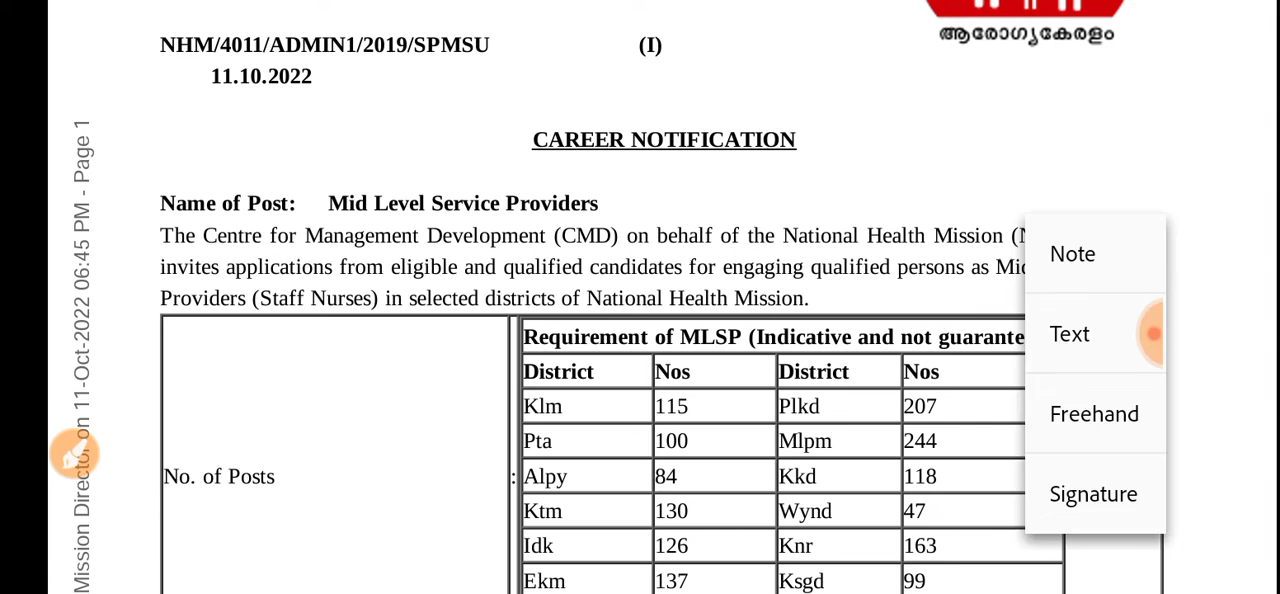 ആരോഗ്യകേരളം
NHM/4011/ADMIN1/2019/SPMSU (I)
11.10.2022
CAREER NOTIFICATION
Name of Post: Mid Level Service Providers
The Centre for Management Development (CMD) on behalf of the National Health Mission
invites applications from eligible and qualified candidates for engaging qualified persons as
Providers (Staff Nurses) in selected districts of National Health Mission.
No. of Posts :
Requirement of MLSP (Indicative and not
District Nos District Nos
Klm 115 Plkd 207
Pta 100 Mlpm 244
Alpy 84 Kkd 118
Ktm 130 Wynd 47
Idk 126 Knr 163
Ekm 137 Ksgd 99
Mission Director on 11-Oct-2022 06:45 PM - Page 1
Note
Text
Freehand
Signature